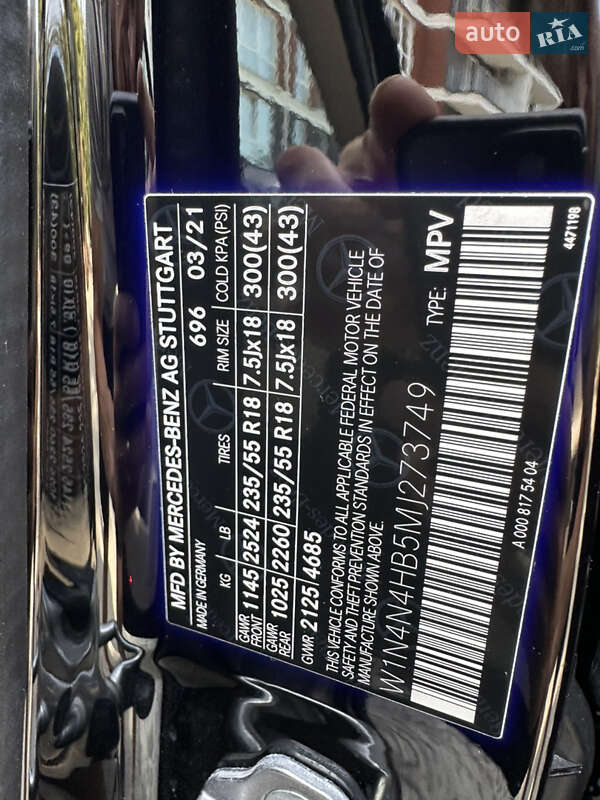 auto RIA .com
MFD BY MERCEDES-BENZ AG STUTTGART
MADE IN GERMANY 696 03/21
KG LB TIRES RIM SIZE COLD KPA(PSI)
GAWR FRONT 1145 2524 235/55 R18 7.5Jx18 300(43)
GAWR REAR 1025 2260 235/55 R18 7.5Jx18 300(43)
GVWR 2125 4685
THIS VEHICLE CONFORMS TO ALL APPLICABLE FEDERAL MOTOR VEHICLE
SAFETY AND THEFT PREVENTION STANDARDS IN EFFECT ON THE DATE OF
MANUFACTURE SHOWN ABOVE.
W1N4N4HB5MJ273749 TYPE: MPV
A 000 817 54 04 4471198